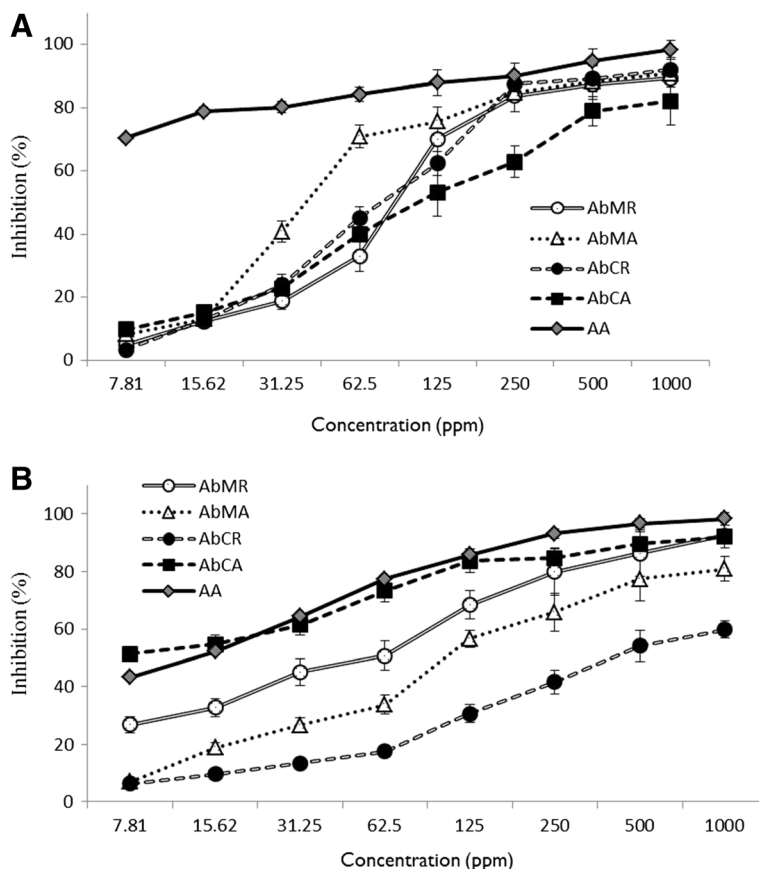 A
100
80
60
40
20
0
Inhibition (%)
AbMR
AbMA
AbCR
AbCA
AA
7.81 15.62 31.25 62.5 125 250 500 1000
Concentration (ppm)
B
AbMR
AbMA
AbCR
AbCA
AA
100
80
60
40
20
0
Inhibition (%)
7.81 15.62 31.25 62.5 125 250 500 1000
Concentration (ppm)